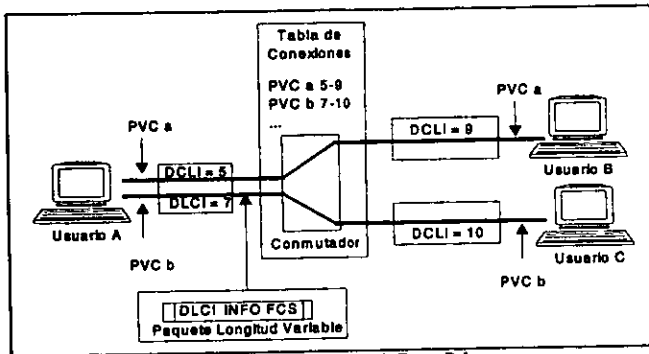 Tabla de
Conexiones
PVC a 5-9
PVC b 7-10
...
PVC a
PVC a
DCLI = 9
DCLI = 5
DLCI = 7
Usuario B
Usuario A
Conmutador
DCLI = 10
PVC b
Usuario C
PVC b
DLCI INFO FCS
Paquete Longitud Variable